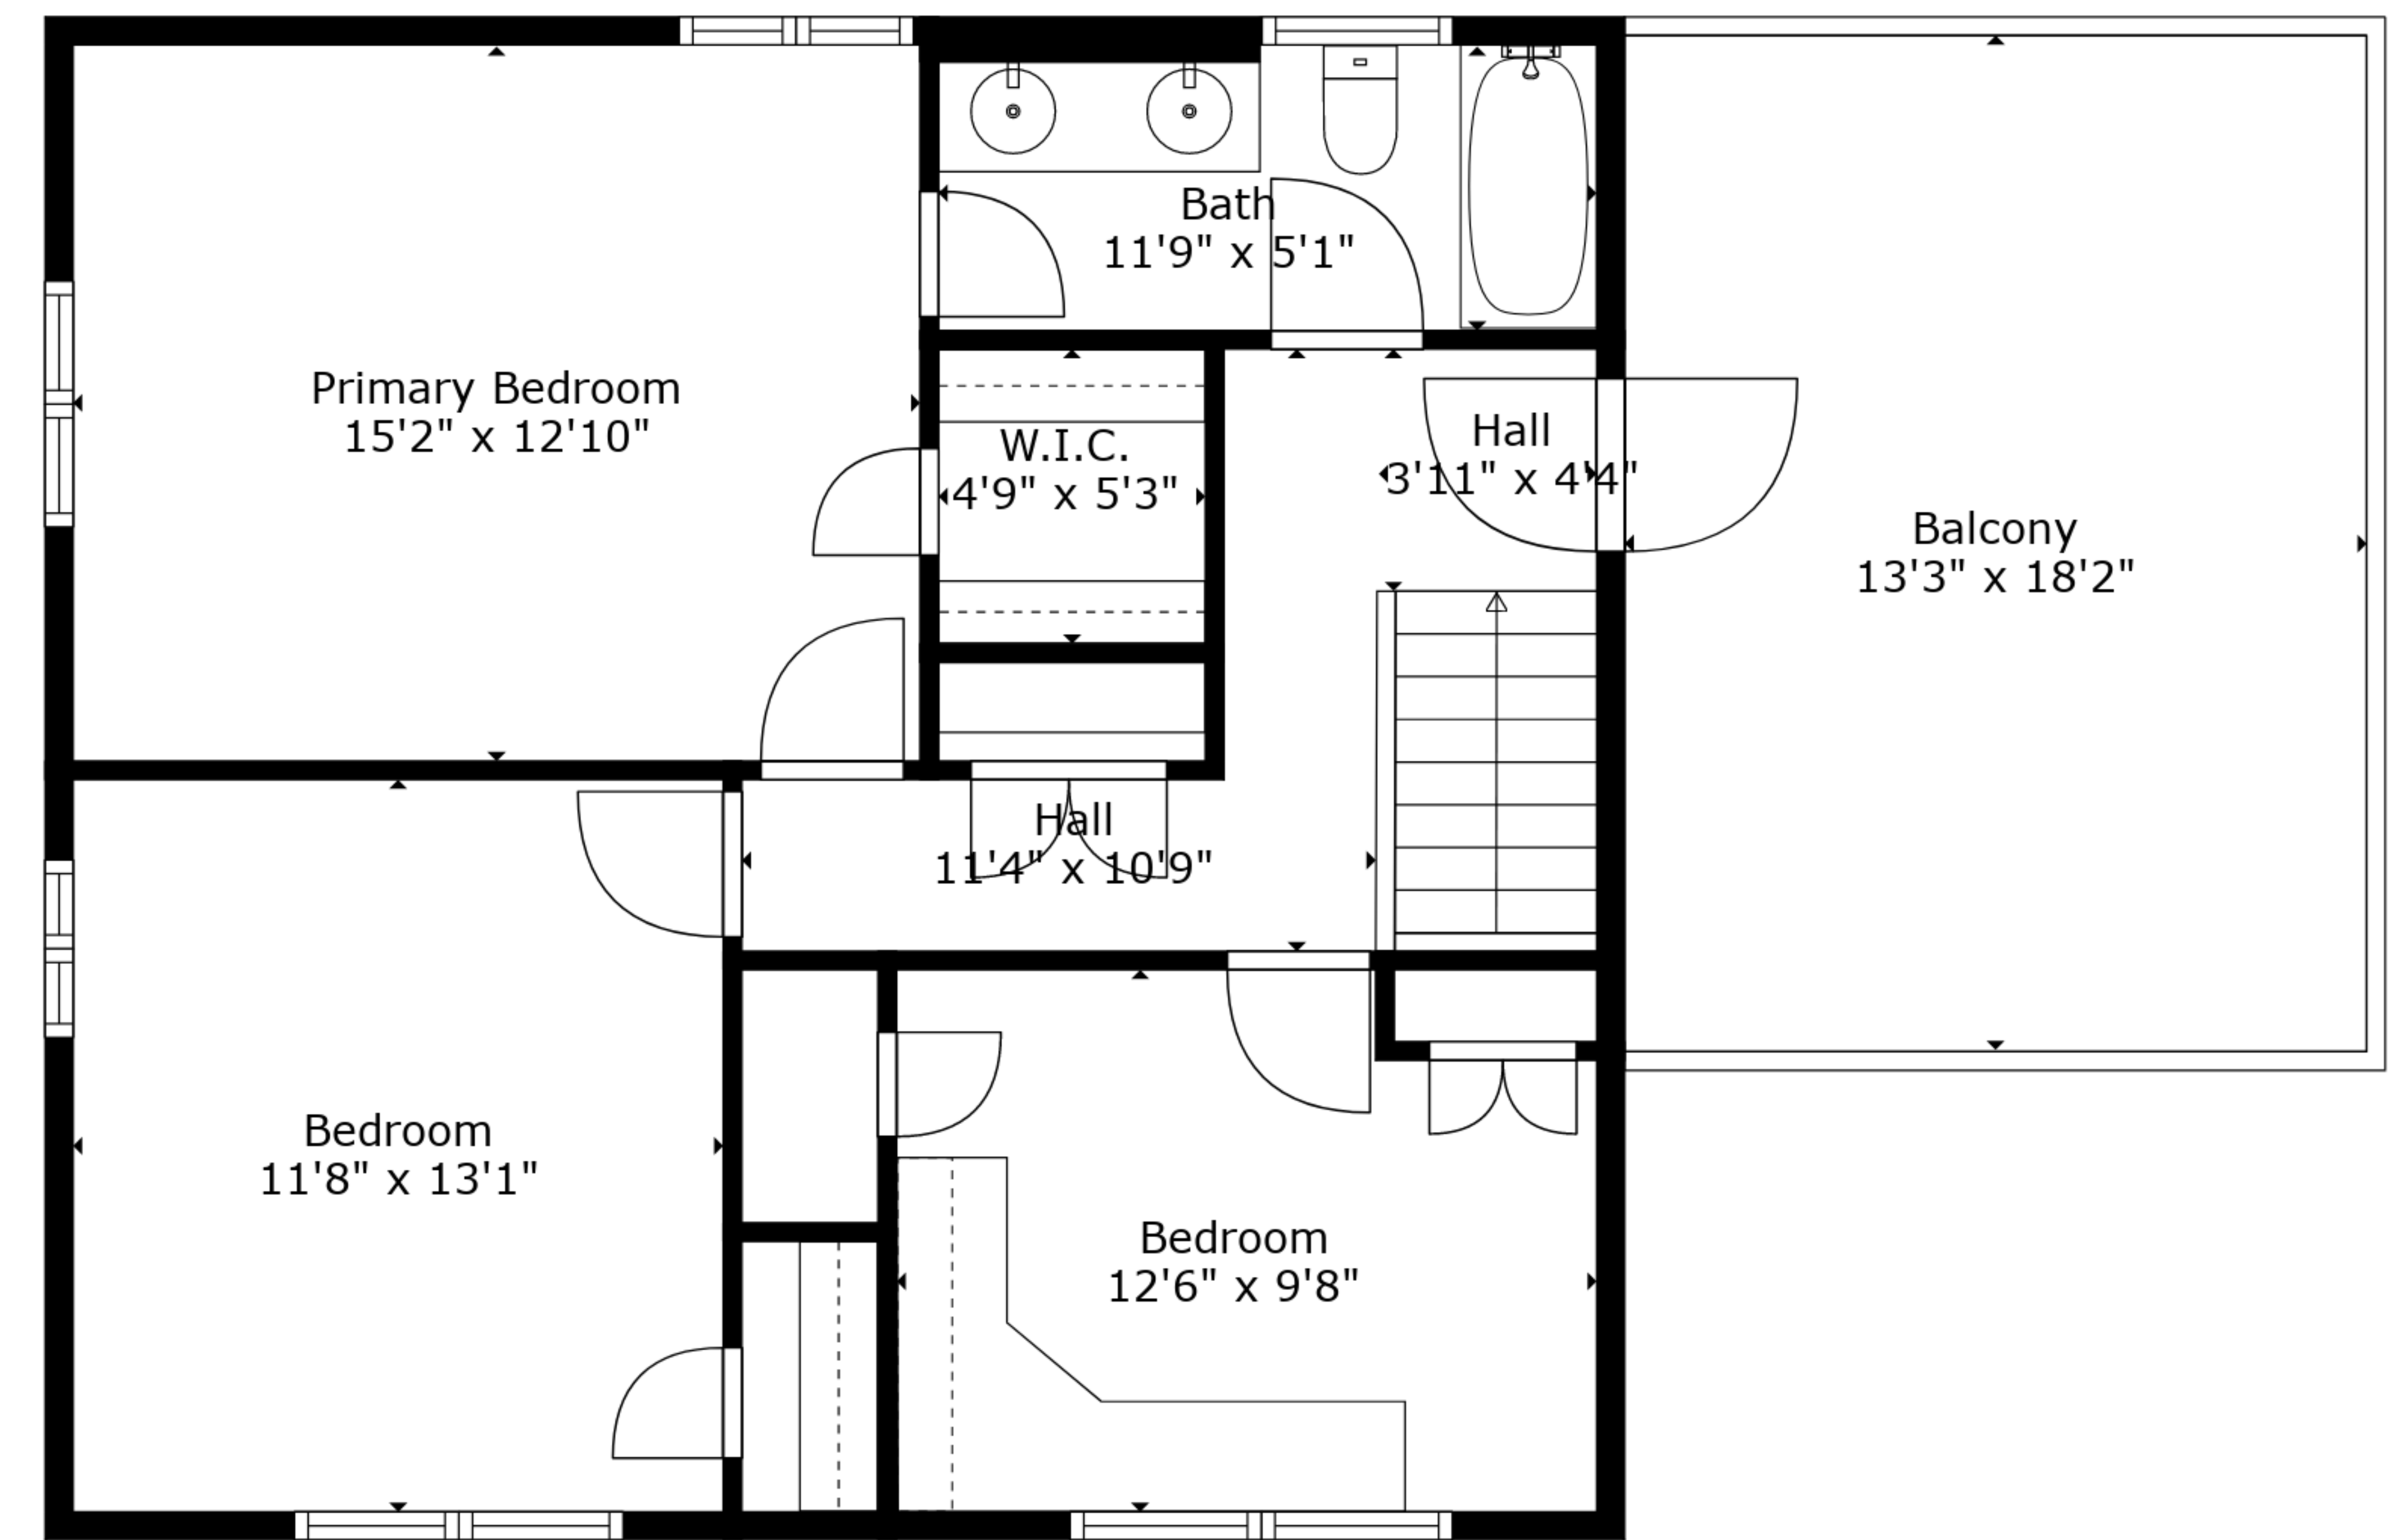 Bath
11'9" x 5'1"
Primary Bedroom
15'2" x 12'10"
W.I.C.
4'9" x 5'3"
Hall
3'11" x 4'4"
Balcony
13'3" x 18'2"
Hall
11'4" x 10'9"
Bedroom
11'8" x 13'1"
Bedroom
12'6" x 9'8"